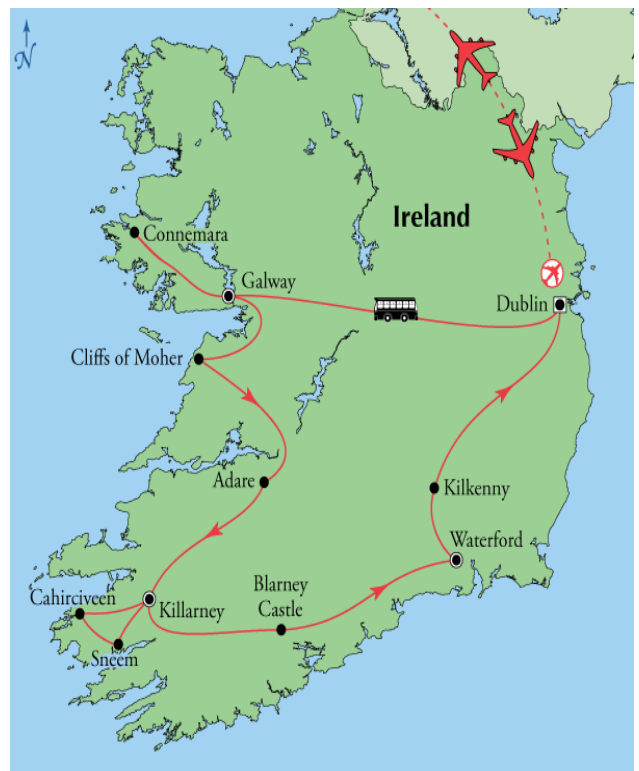 N
Ireland
Connemara
Galway
Dublin
Cliffs of Moher
Adare
Kilkenny
Waterford
Blarney
Castle
Cahirciveen
Killarney
Sneem